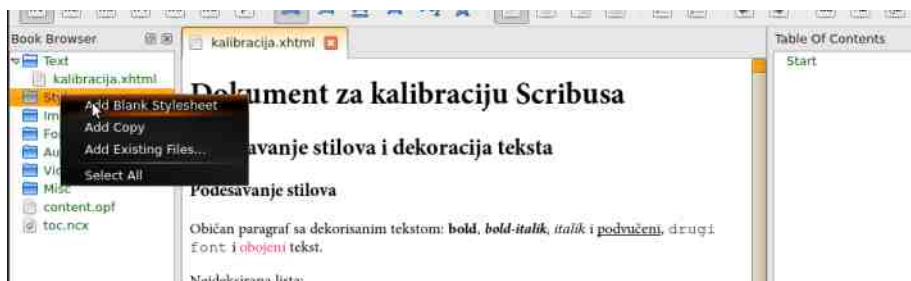 Book Browser
Text
kalibracija.xhtml
Add Blank Stylesheet
Add Copy
Add Existing Files...
Select All
Misc
content.opf
toc.ncx
kalibracija.xhtml
Dokument za kalibraciju Scribusa
avanje stilova i dekoracija teksta
Podešavanje stilova
Običan paragraf sa dekorisanim tekstom: bold, bold-italik, italik i podvučeni, drugi
font i obojeni tekst.
Neideksirana lista:
Table Of Contents
Start